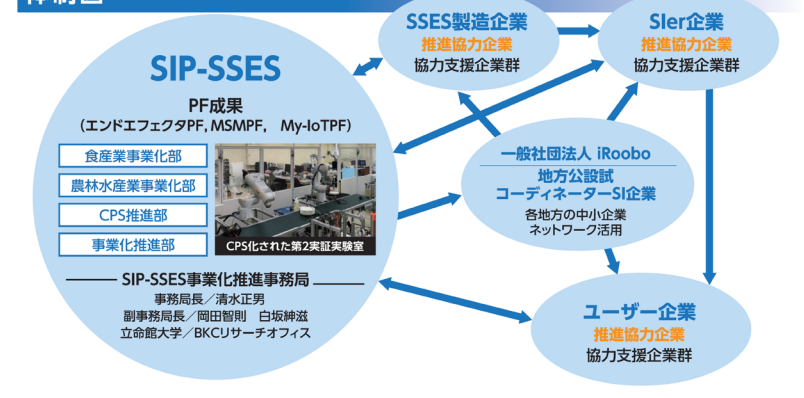 体制図
SIP-SSES
PF成果
(エンドエフェクタPF, MSMPF, My-IoTPF)
食産業事業化部
農林水産業事業化部
CPS推進部
事業化推進部
CPS化された第2実証実験室
SIP-SSES事業化推進事務局
事務局長／清水正男
副事務局長／岡田智則 白坂紳滋
立命館大学／BKCリサーチオフィス
SSES製造企業
推進協力企業
協力支援企業群
SIer企業
推進協力企業
協力支援企業群
一般社団法人 iRoobo
地方公設試
コーディネーターSI企業
各地方の中小企業
ネットワーク活用
ユーザー企業
推進協力企業
協力支援企業群